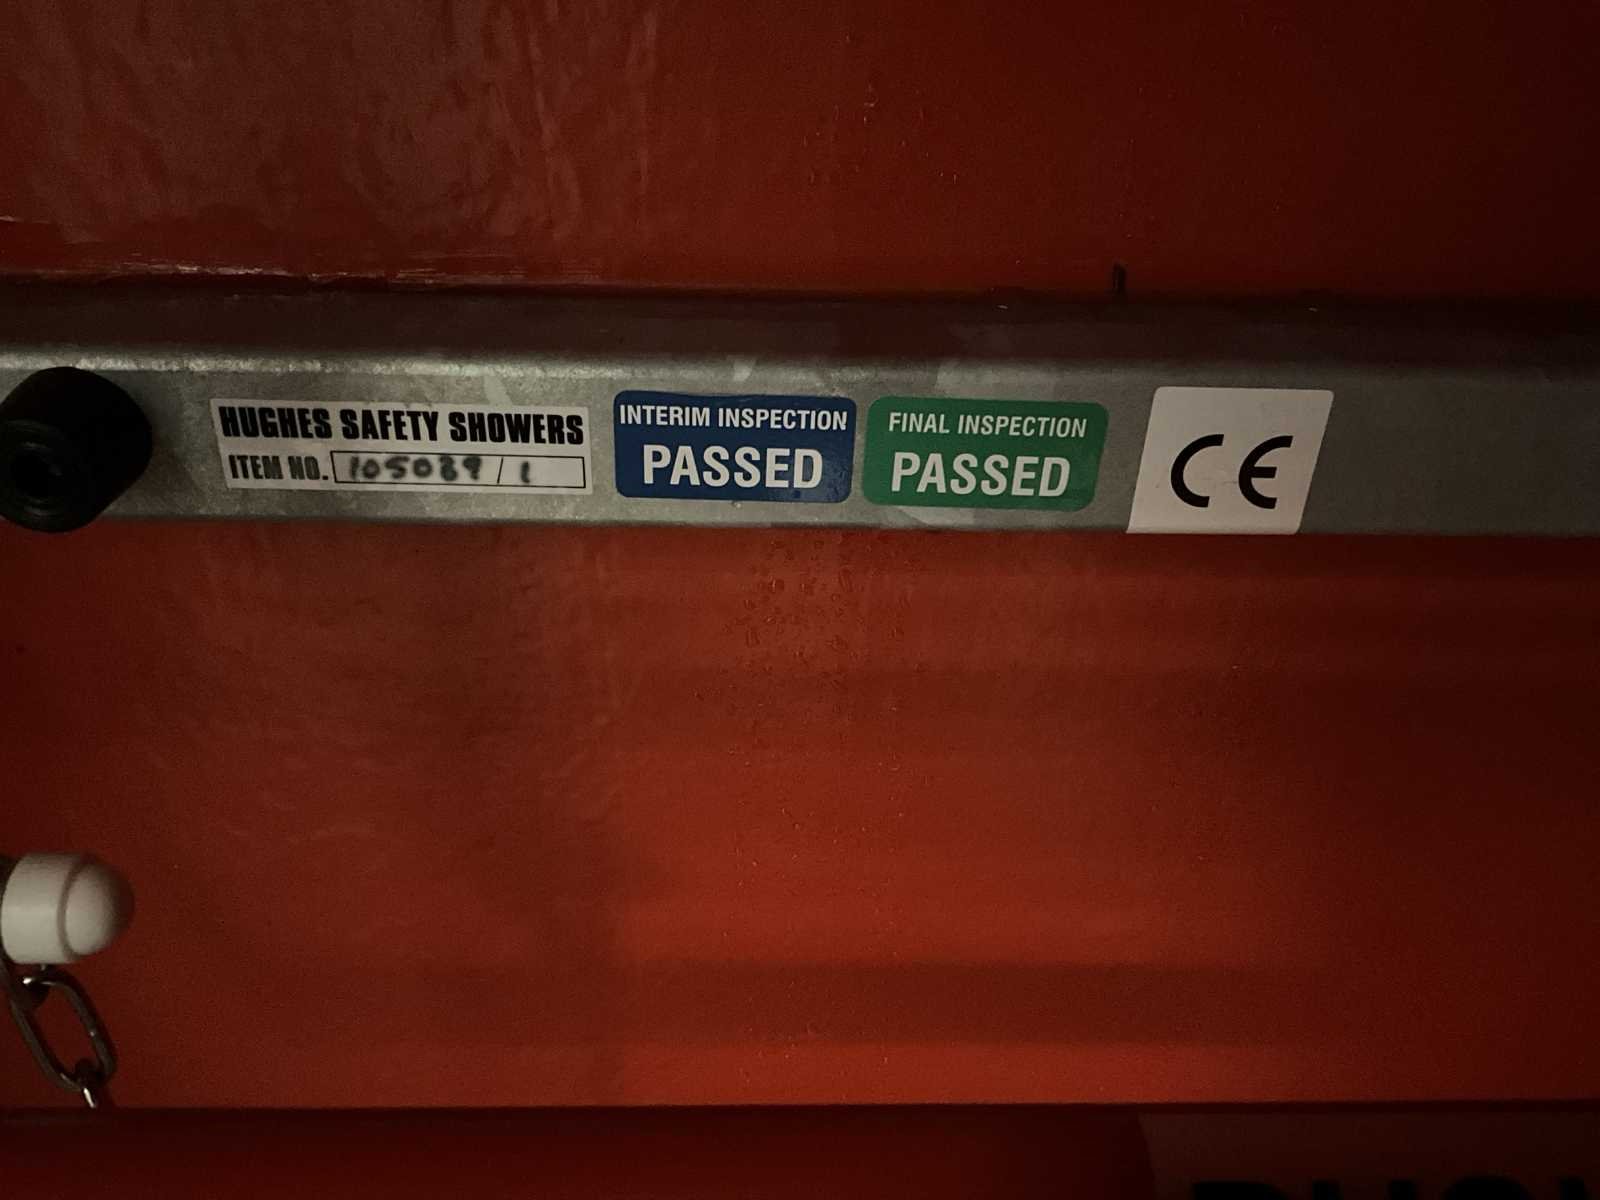 HUGHES SAFETY SHOWERS
ITEM NO. 105089 / 1
INTERIM INSPECTION
PASSED
FINAL INSPECTION
PASSED
CE